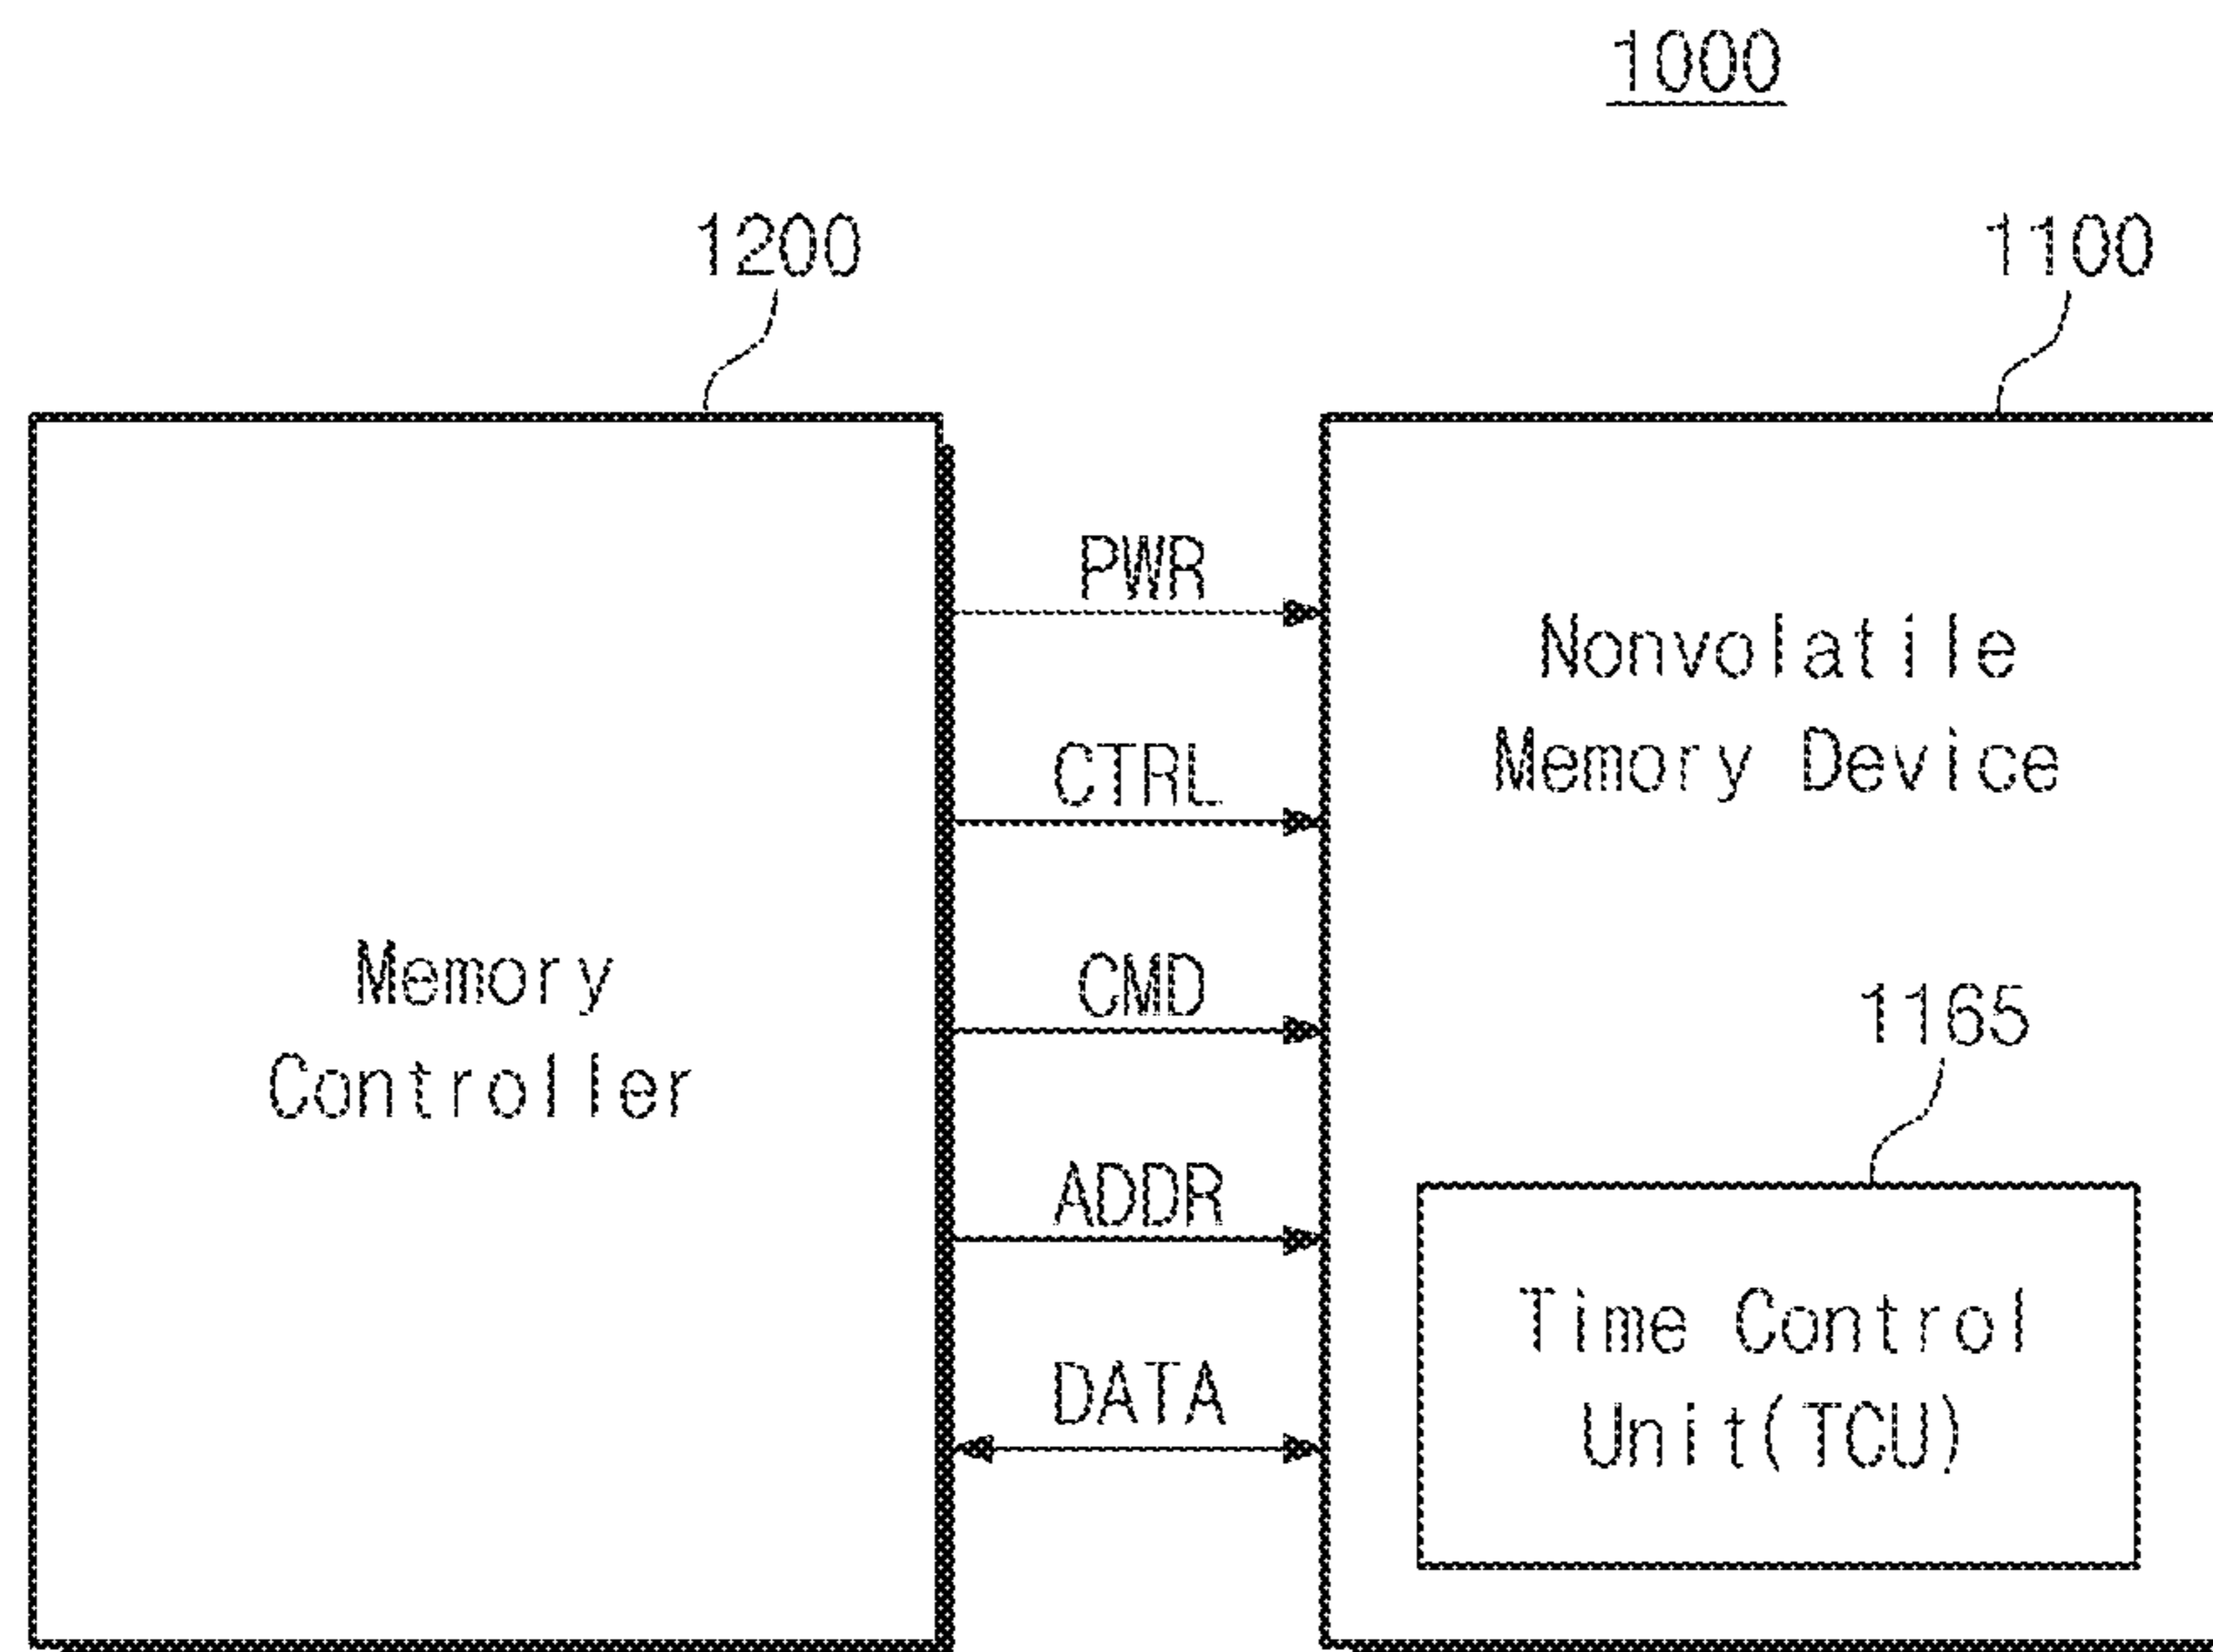 1000
1200
1100
PWR
Nonvolatile
Memory Device
CTRL
Memory
Controller
CMD
1165
ADDR
Time Control
Unit(TCU)
DATA